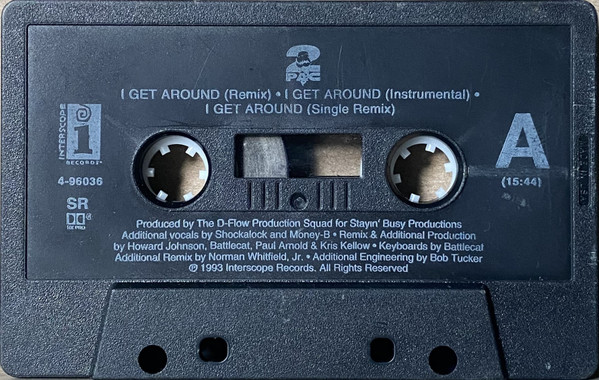 2
PAC
I GET AROUND (Remix) • I GET AROUND (Instrumental) •
I GET AROUND (Single Remix)
INTERSCOPE
i
RECORDS
4-96036
SR
DOLBY HX PRO
A
(15:44)
Produced by The D-Flow Production Squad for Stayin' Busy Productions
Additional vocals by Shockalock and Money-B • Remix & Additional Production
by Howard Johnson, Battlecat, Paul Arnold & Kris Kellow • Keyboards by Battlecat
Additional Remix by Norman Whitfield, Jr. • Additional Engineering by Bob Tucker
℗ 1993 Interscope Records. All Rights Reserved